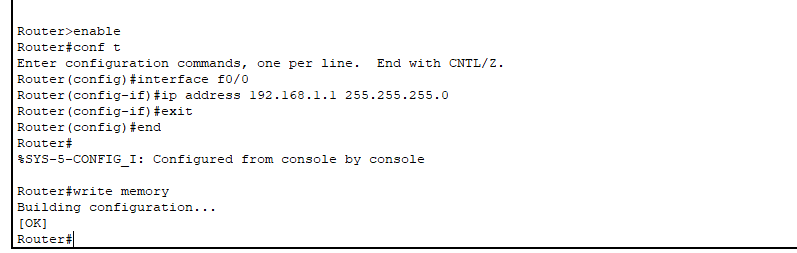 Router>enable
Router#conf t
Enter configuration commands, one per line.  End with CNTL/Z.
Router(config)#interface f0/0
Router(config-if)#ip address 192.168.1.1 255.255.255.0
Router(config-if)#exit
Router(config)#end
Router#
%SYS-5-CONFIG_I: Configured from console by console
Router#write memory
Building configuration...
[OK]
Router#